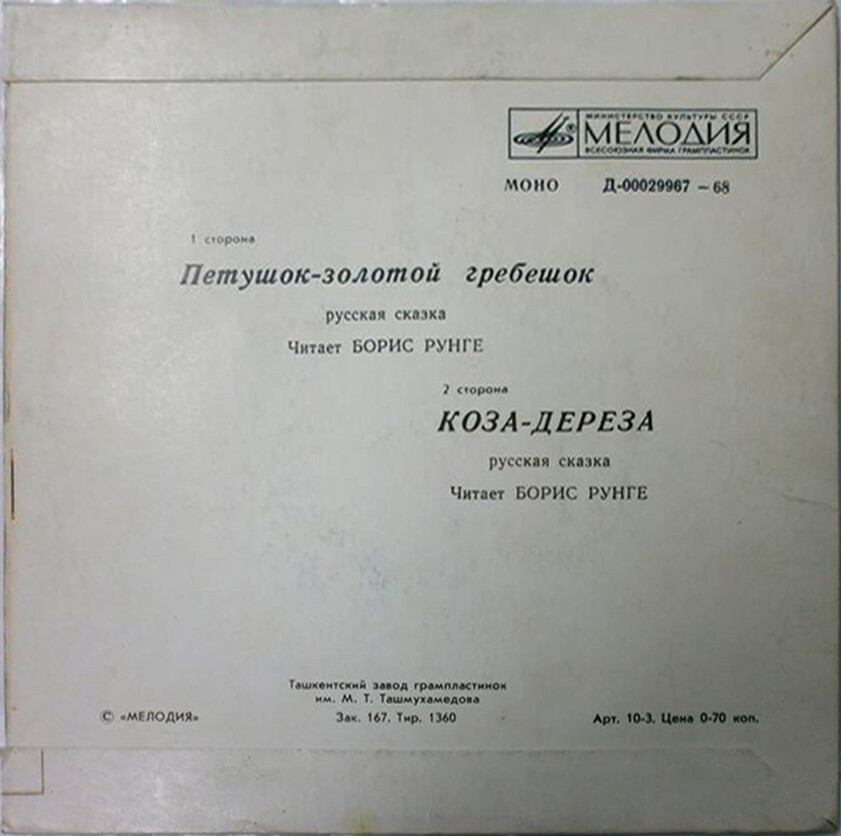 МИНИСТЕРСТВО КУЛЬТУРЫ СССР
МЕЛОДИЯ
ВСЕСОЮЗНАЯ ФИРМА ГРАМПЛАСТИНОК
МОНО Д-00029967 – 68
1 сторона
Петушок-золотой гребешок
русская сказка
Читает БОРИС РУНГЕ
2 сторона
КОЗА-ДЕРЕЗА
русская сказка
Читает БОРИС РУНГЕ
Ташкентский завод грампластинок
им. М. Т. Ташмухамедова
© «МЕЛОДИЯ» Зак. 167. Тир. 1360 Арт. 10-3. Цена 0-70 коп.